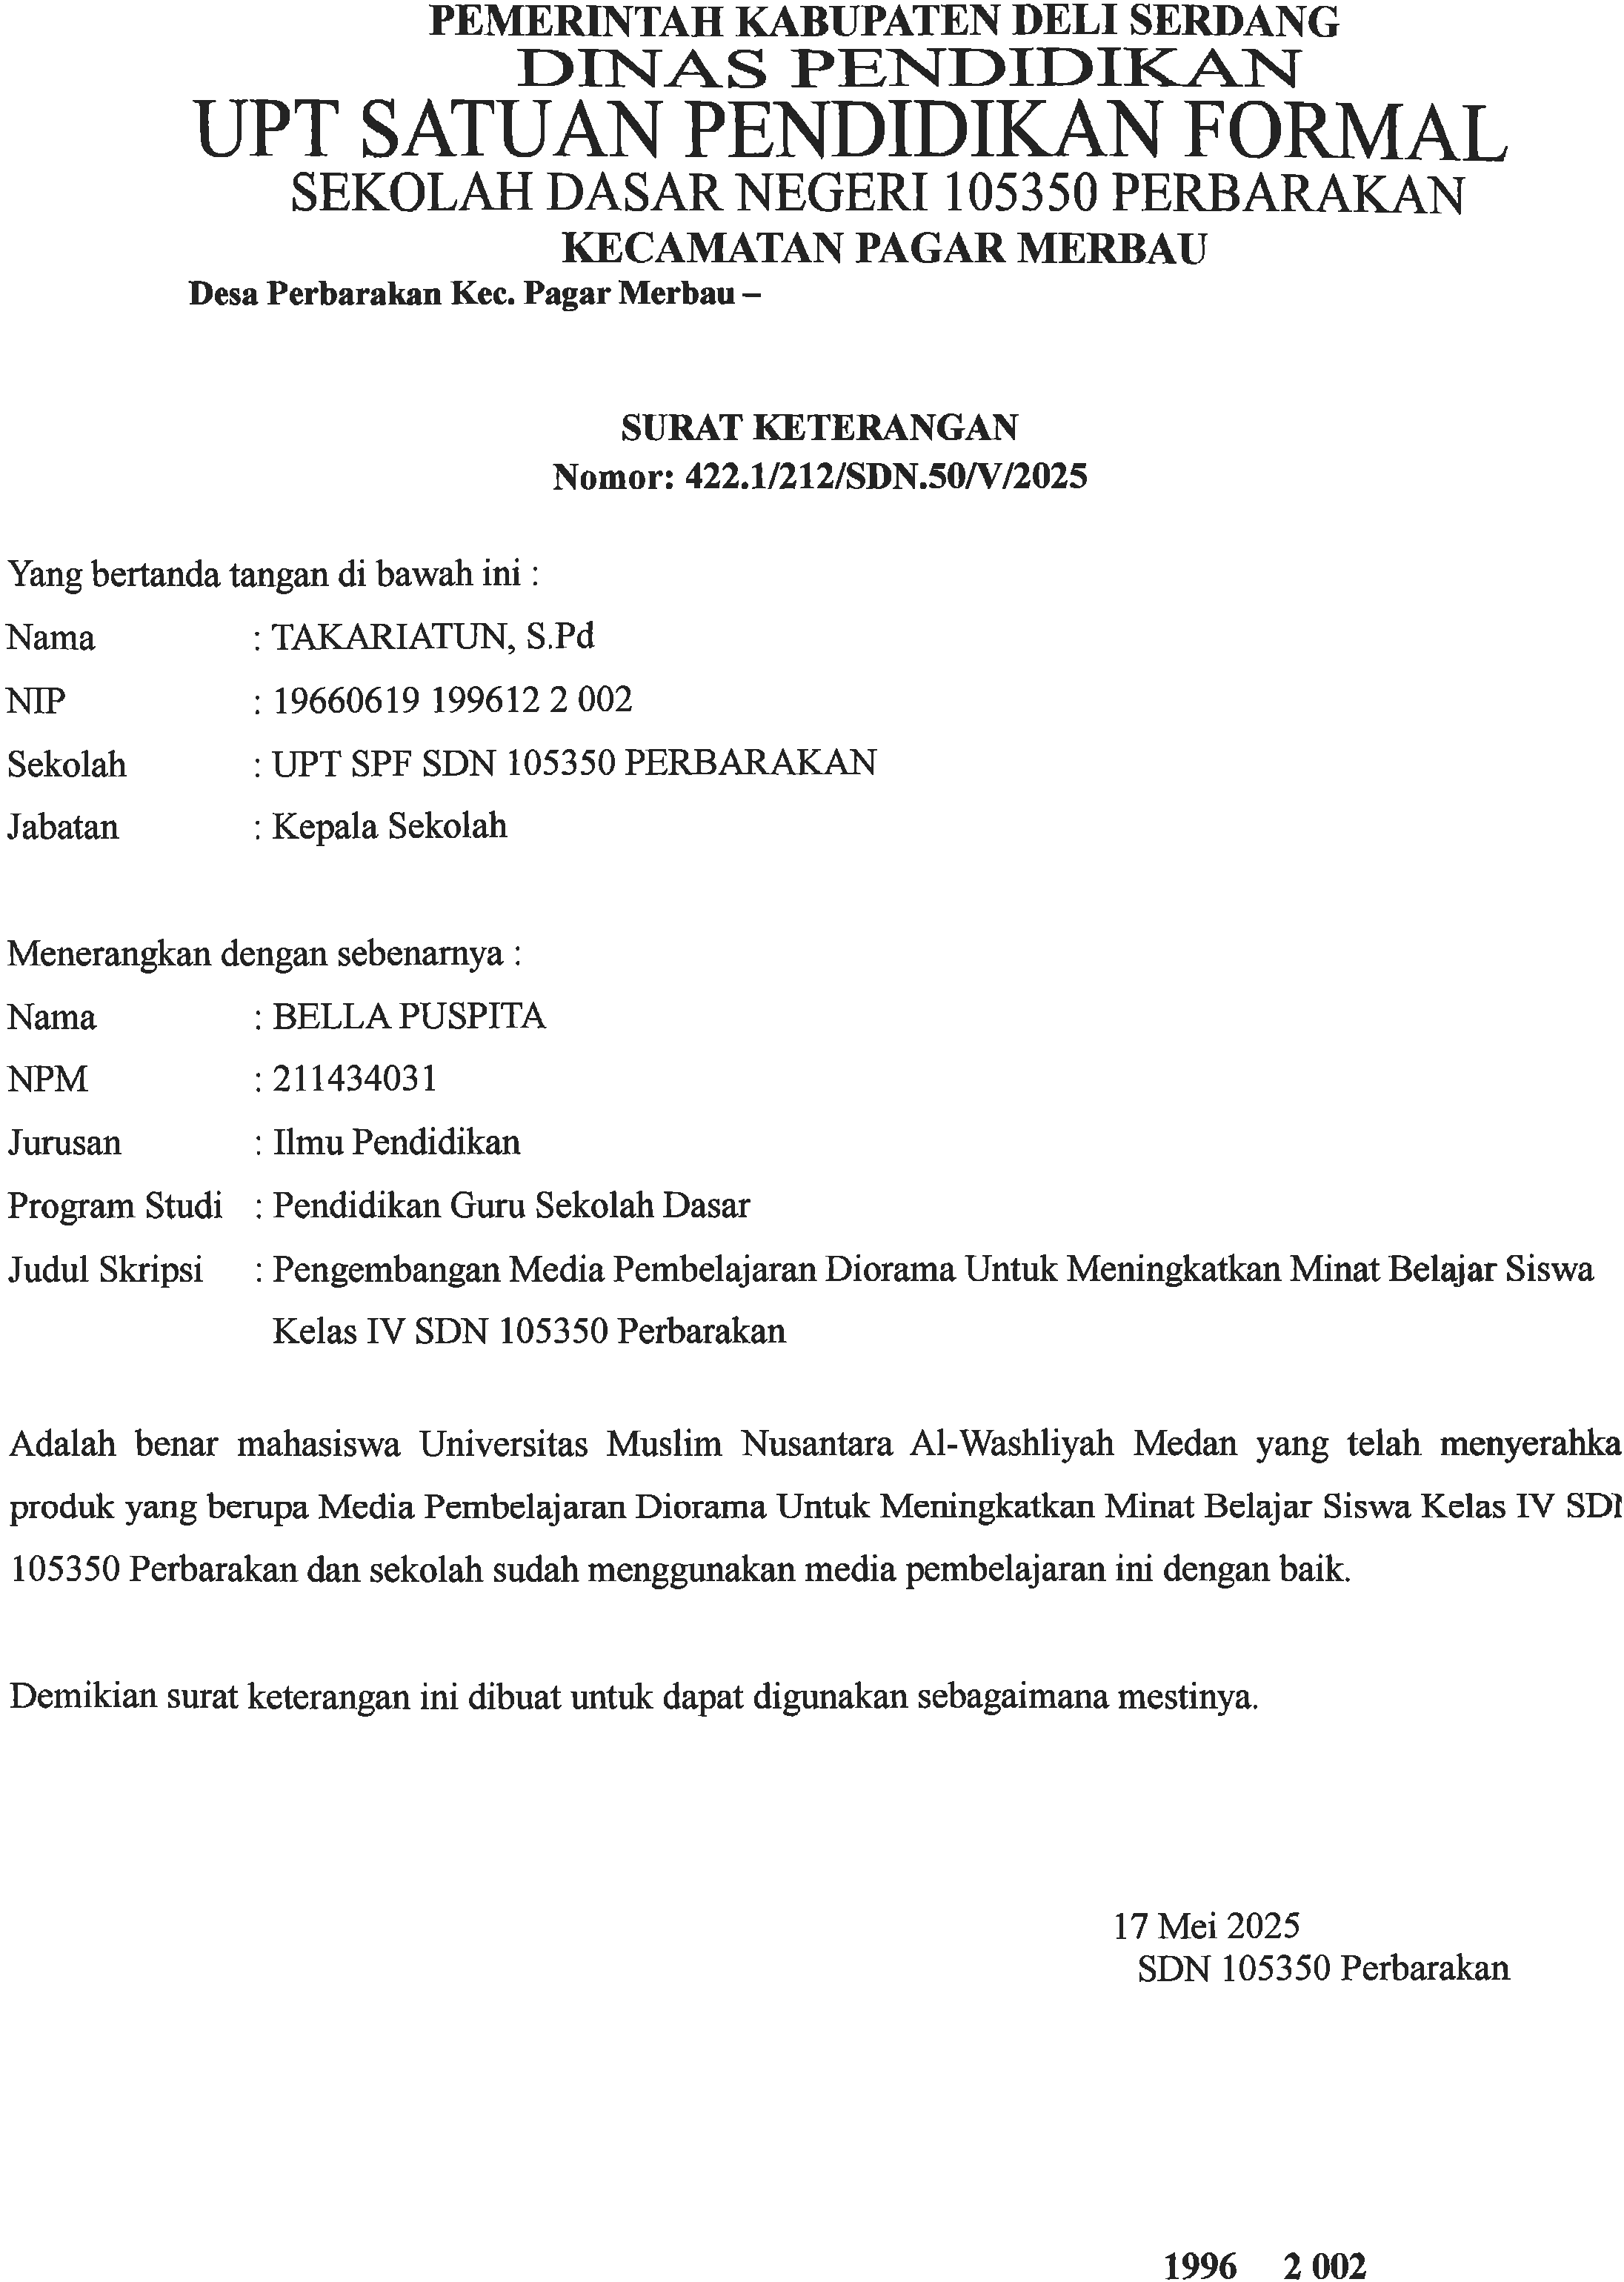 PEMERINTAH KABUPATEN DELI SERDANG
DINAS PENDIDIKAN
UPT SATUAN PENDIDIKAN FORMAL
SEKOLAH DASAR NEGERI 105350 PERBARAKAN
KECAMATAN PAGAR MERBAU
Desa Perbarakan Kec. Pagar Merbau –
SURAT KETERANGAN
Nomor: 422.1/212/SDN.50/V/2025
Yang bertanda tangan di bawah ini :
Nama : TAKARIATUN, S.Pd
NIP : 19660619 199612 2 002
Sekolah : UPT SPF SDN 105350 PERBARAKAN
Jabatan : Kepala Sekolah
Menerangkan dengan sebenarnya :
Nama : BELLA PUSPITA
NPM : 211434031
Jurusan : Ilmu Pendidikan
Program Studi : Pendidikan Guru Sekolah Dasar
Judul Skripsi : Pengembangan Media Pembelajaran Diorama Untuk Meningkatkan Minat Belajar Siswa
Kelas IV SDN 105350 Perbarakan
Adalah benar mahasiswa Universitas Muslim Nusantara Al-Washliyah Medan yang telah menyerahka
produk yang berupa Media Pembelajaran Diorama Untuk Meningkatkan Minat Belajar Siswa Kelas IV SD
105350 Perbarakan dan sekolah sudah menggunakan media pembelajaran ini dengan baik.
Demikian surat keterangan ini dibuat untuk dapat digunakan sebagaimana mestinya.
17 Mei 2025
SDN 105350 Perbarakan
1996 2 002